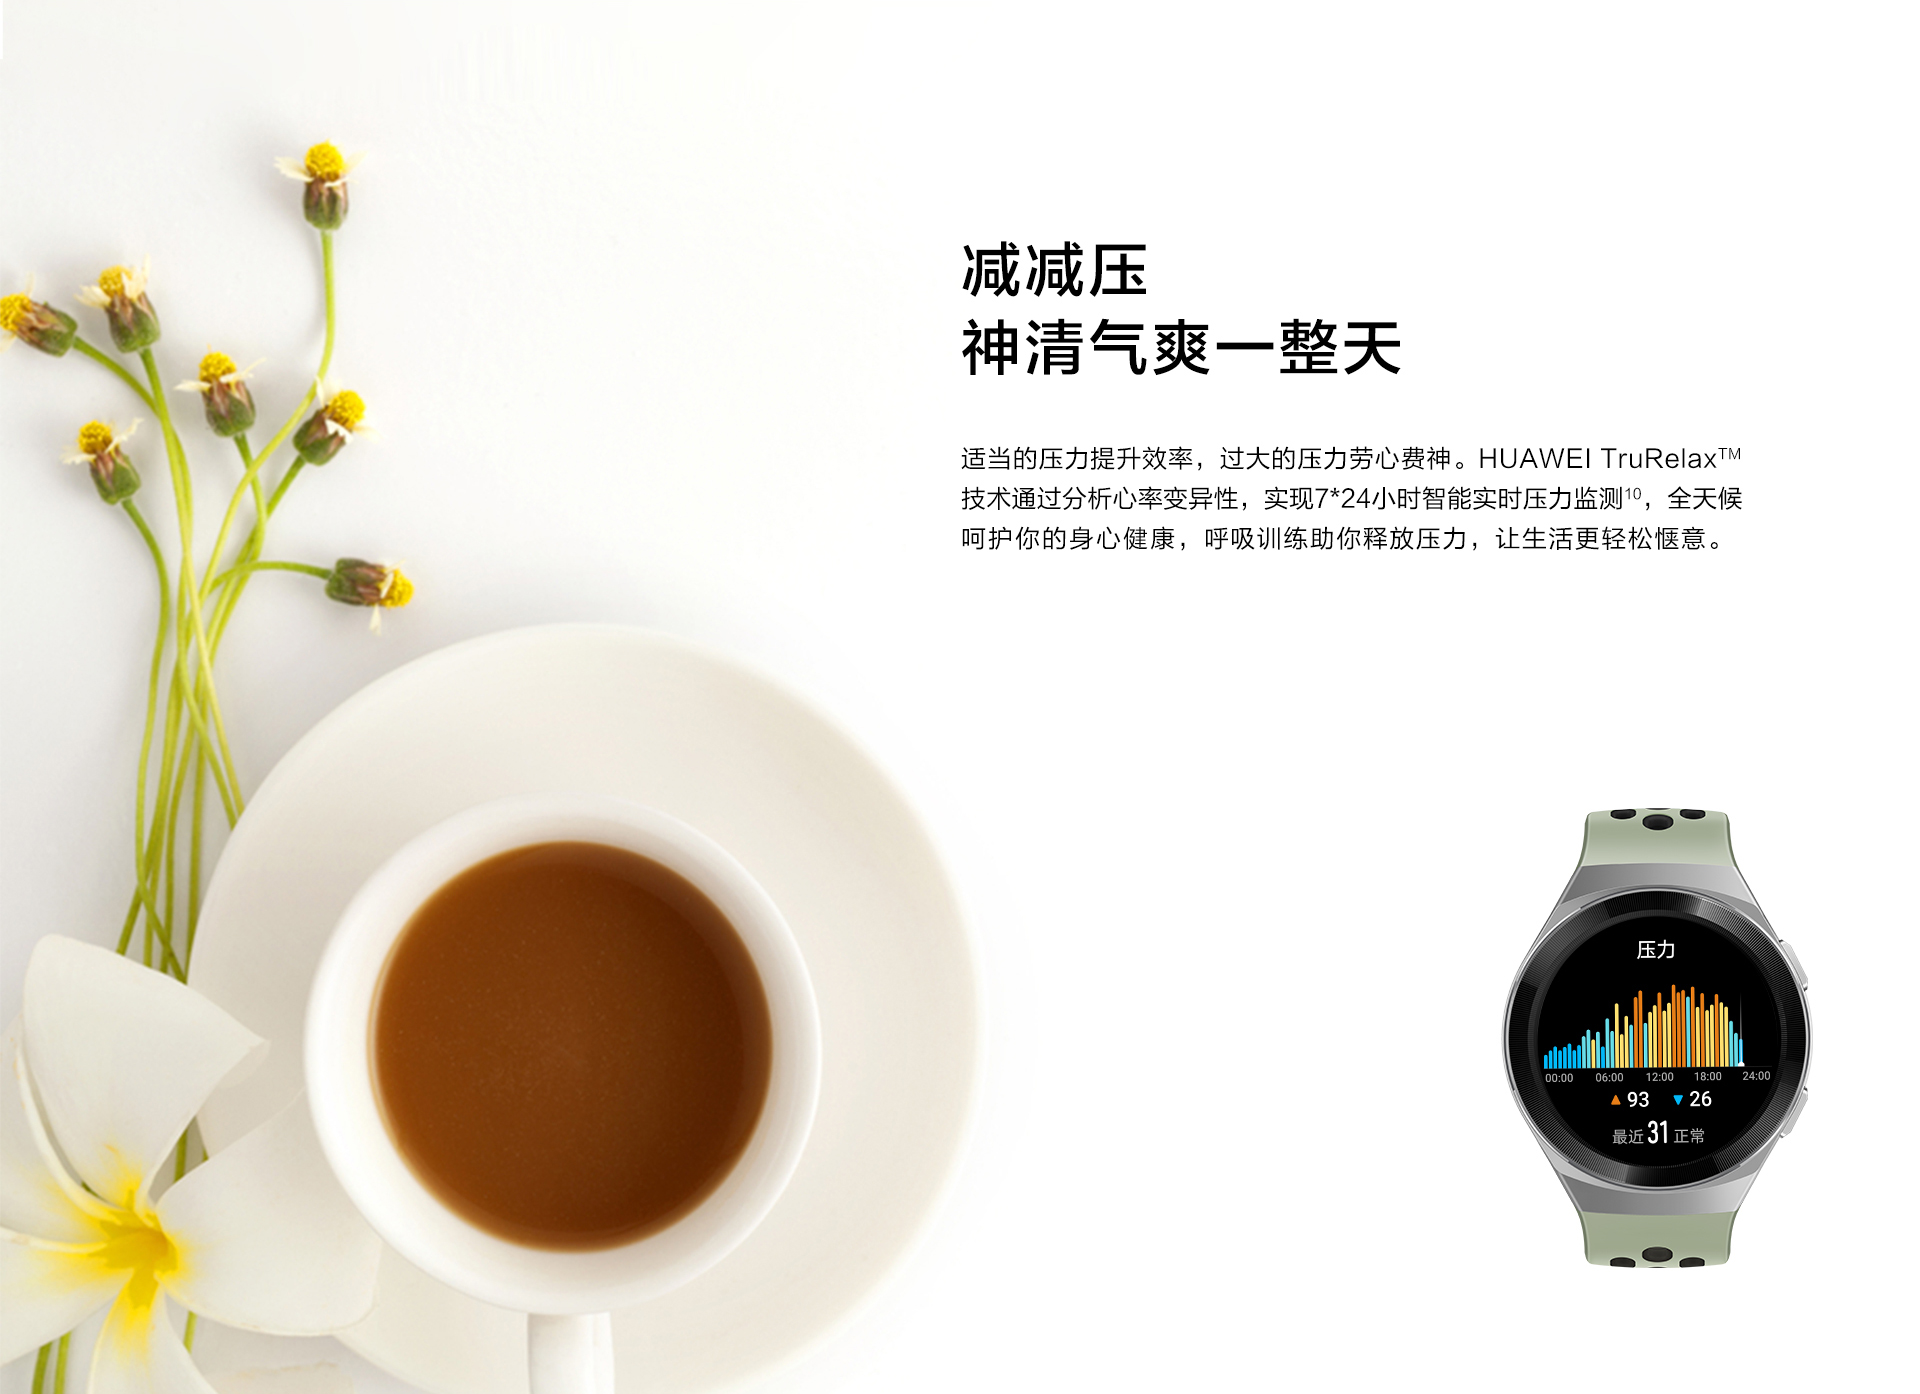 减减压
神清气爽一整天
适当的压力提升效率，过大的压力劳心费神。HUAWEI TruRelax™
技术通过分析心率变异性，实现7*24小时智能实时压力监测¹⁰，全天候
呵护你的身心健康，呼吸训练助你释放压力，让生活更轻松惬意。
压力
00:00 06:00 12:00 18:00 24:00
▲ 93 ▼ 26
最近 31 正常